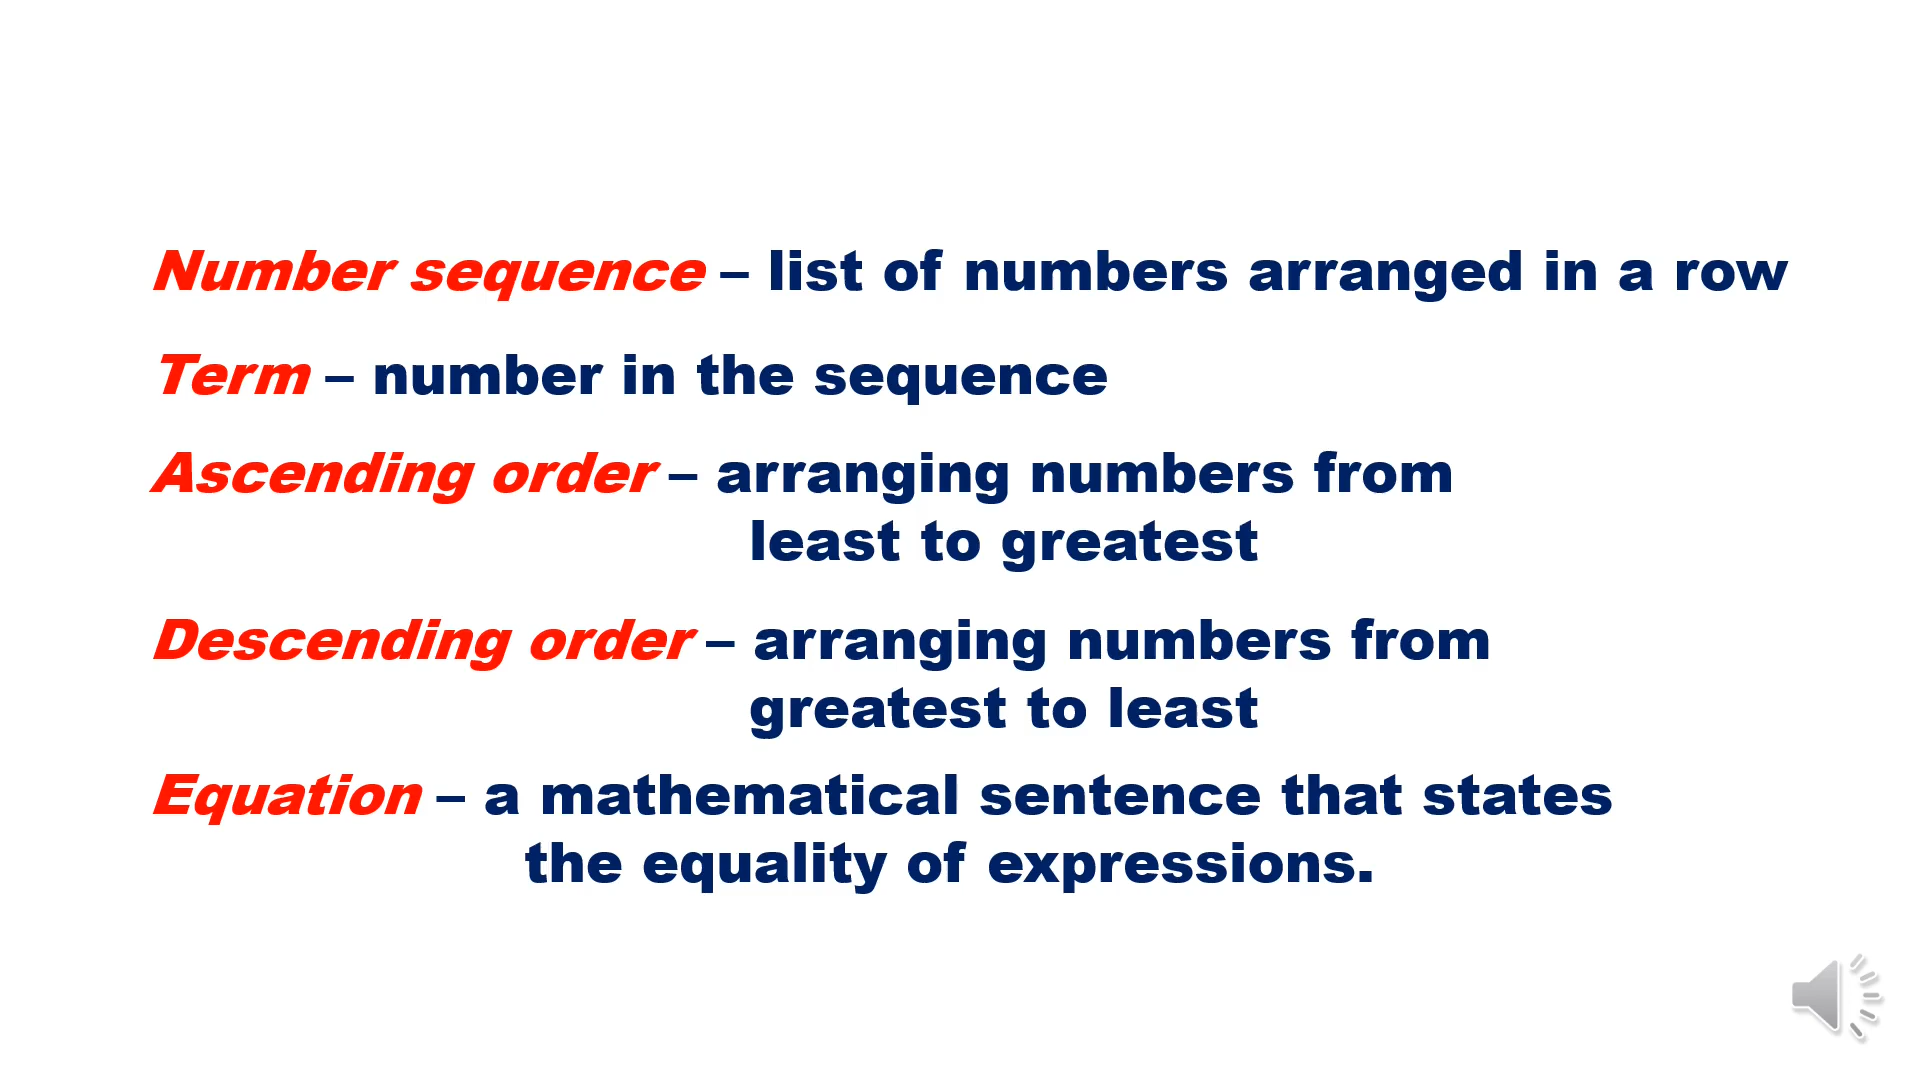 Number sequence – list of numbers arranged in a row
Term – number in the sequence
Ascending order – arranging numbers from
least to greatest
Descending order – arranging numbers from
greatest to least
Equation – a mathematical sentence that states
the equality of expressions.